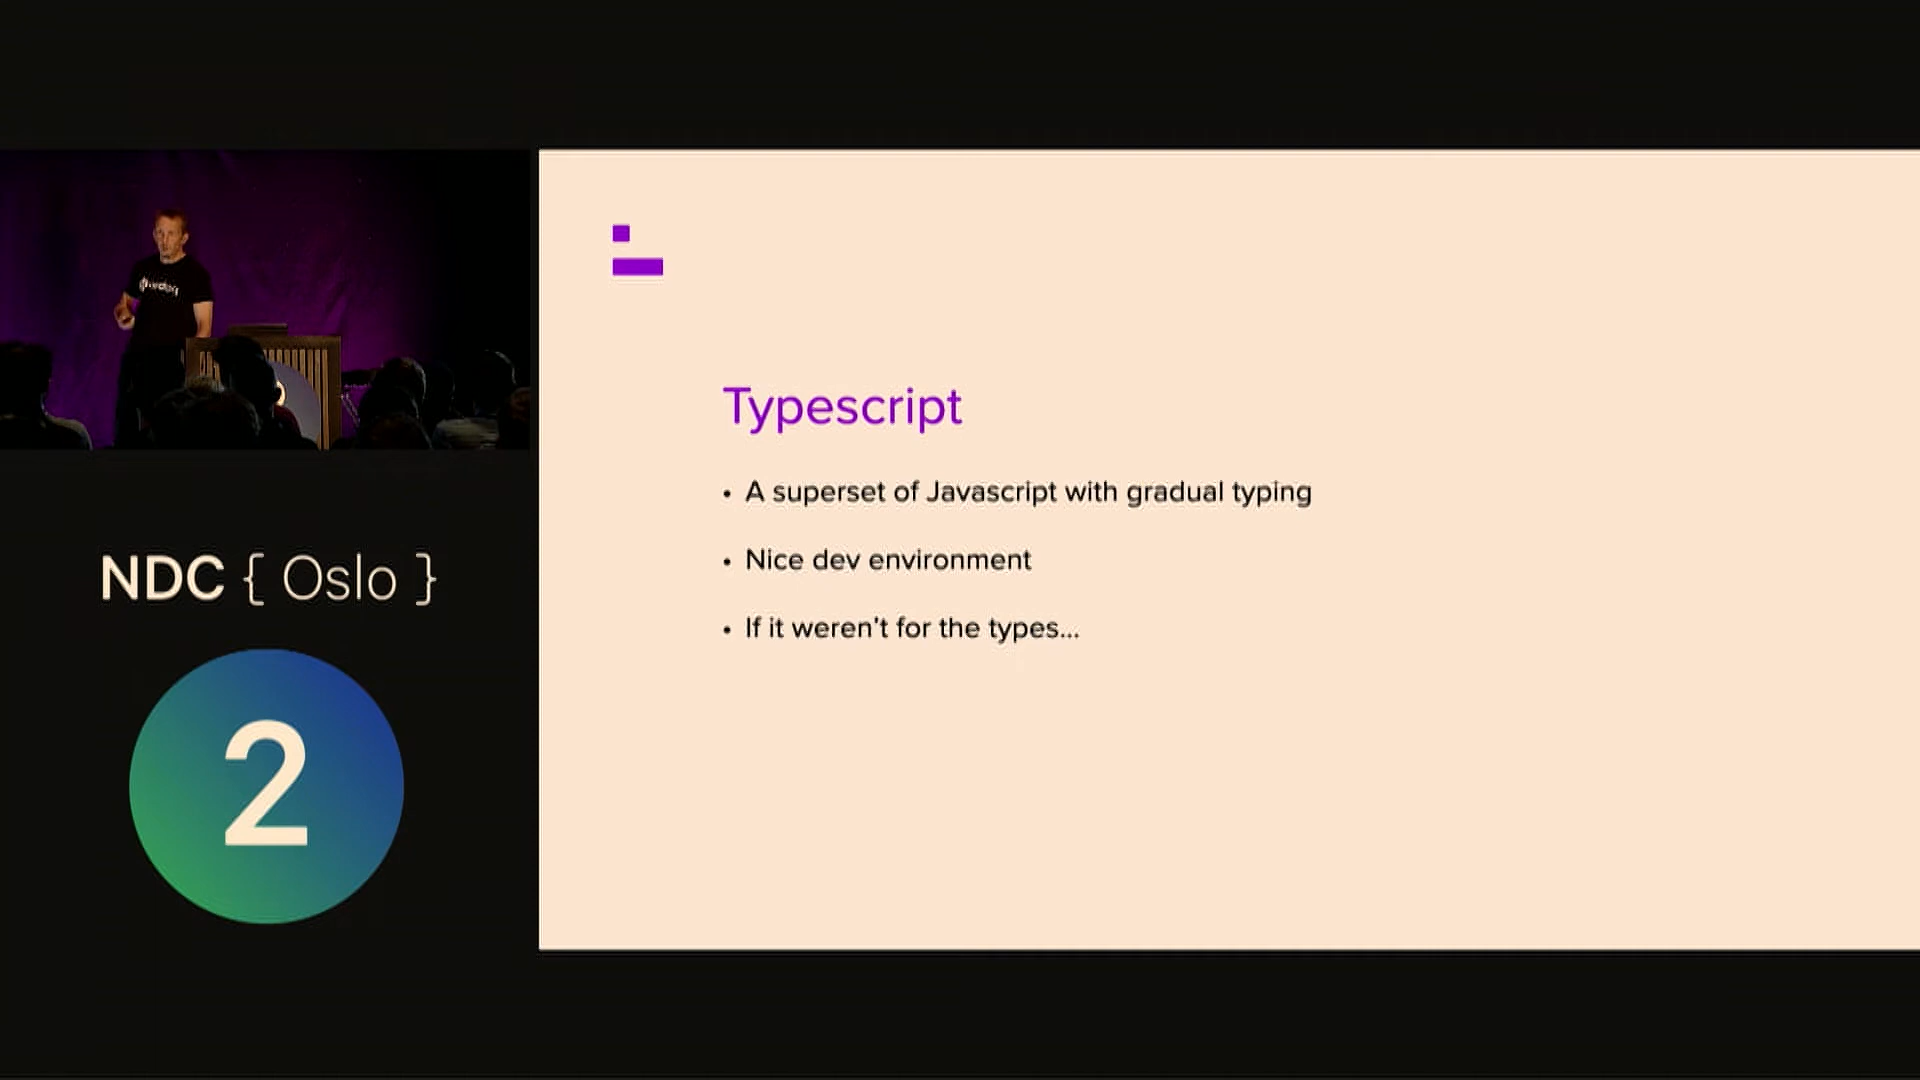 NDC { Oslo }
2
Typescript
• A superset of Javascript with gradual typing
• Nice dev environment
• If it weren't for the types...